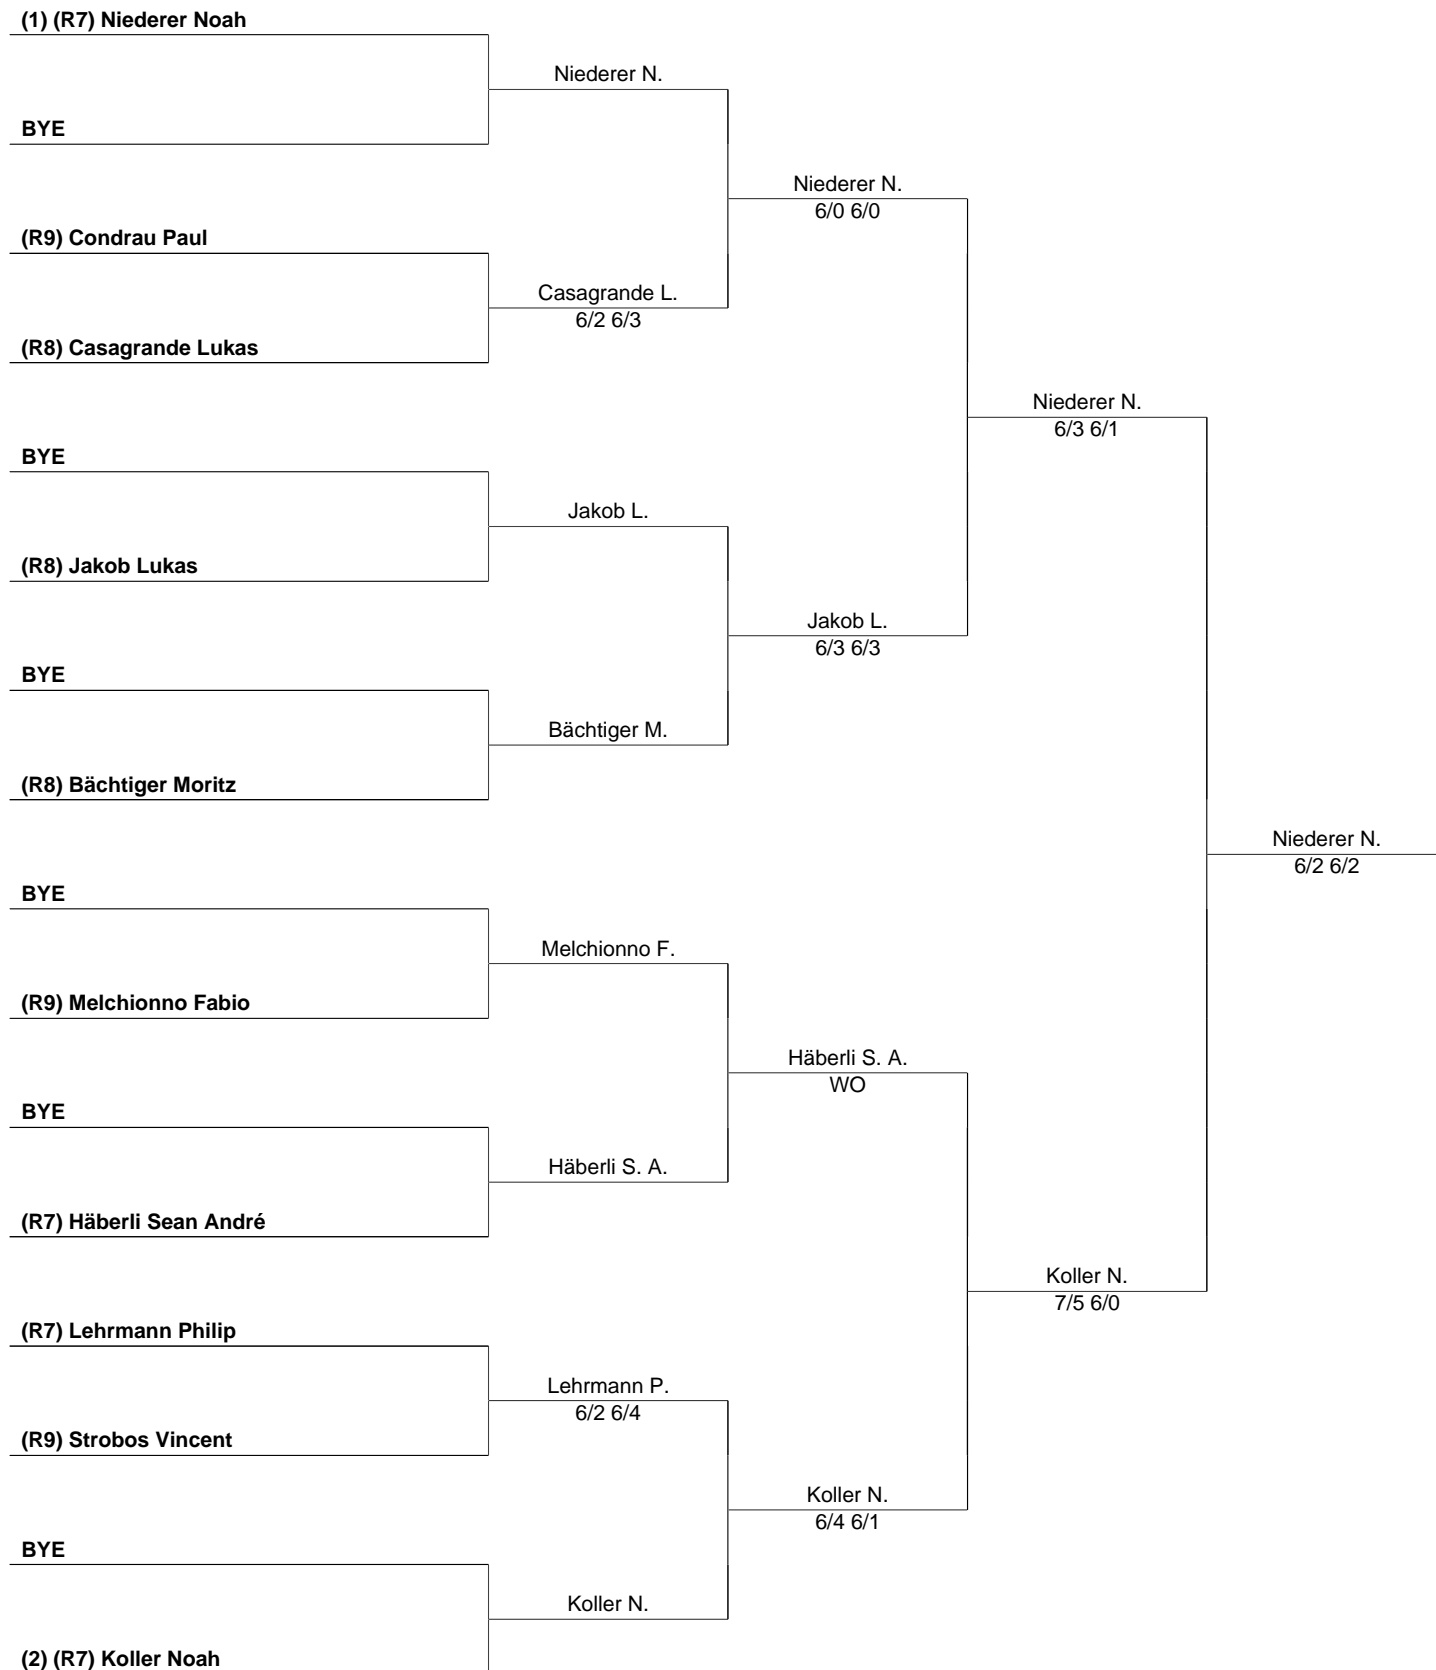 (1) (R7) Niederer Noah
Niederer N.
BYE
Niederer N.
6/0 6/0
(R9) Condrau Paul
Casagrande L.
6/2 6/3
(R8) Casagrande Lukas
Niederer N.
6/3 6/1
BYE
Jakob L.
(R8) Jakob Lukas
Jakob L.
6/3 6/3
BYE
Bächtiger M.
(R8) Bächtiger Moritz
Niederer N.
6/2 6/2
BYE
Melchionno F.
(R9) Melchionno Fabio
Häberli S. A.
WO
BYE
Häberli S. A.
(R7) Häberli Sean André
Koller N.
7/5 6/0
(R7) Lehrmann Philip
Lehrmann P.
6/2 6/4
(R9) Strobos Vincent
Koller N.
6/4 6/1
BYE
Koller N.
(2) (R7) Koller Noah